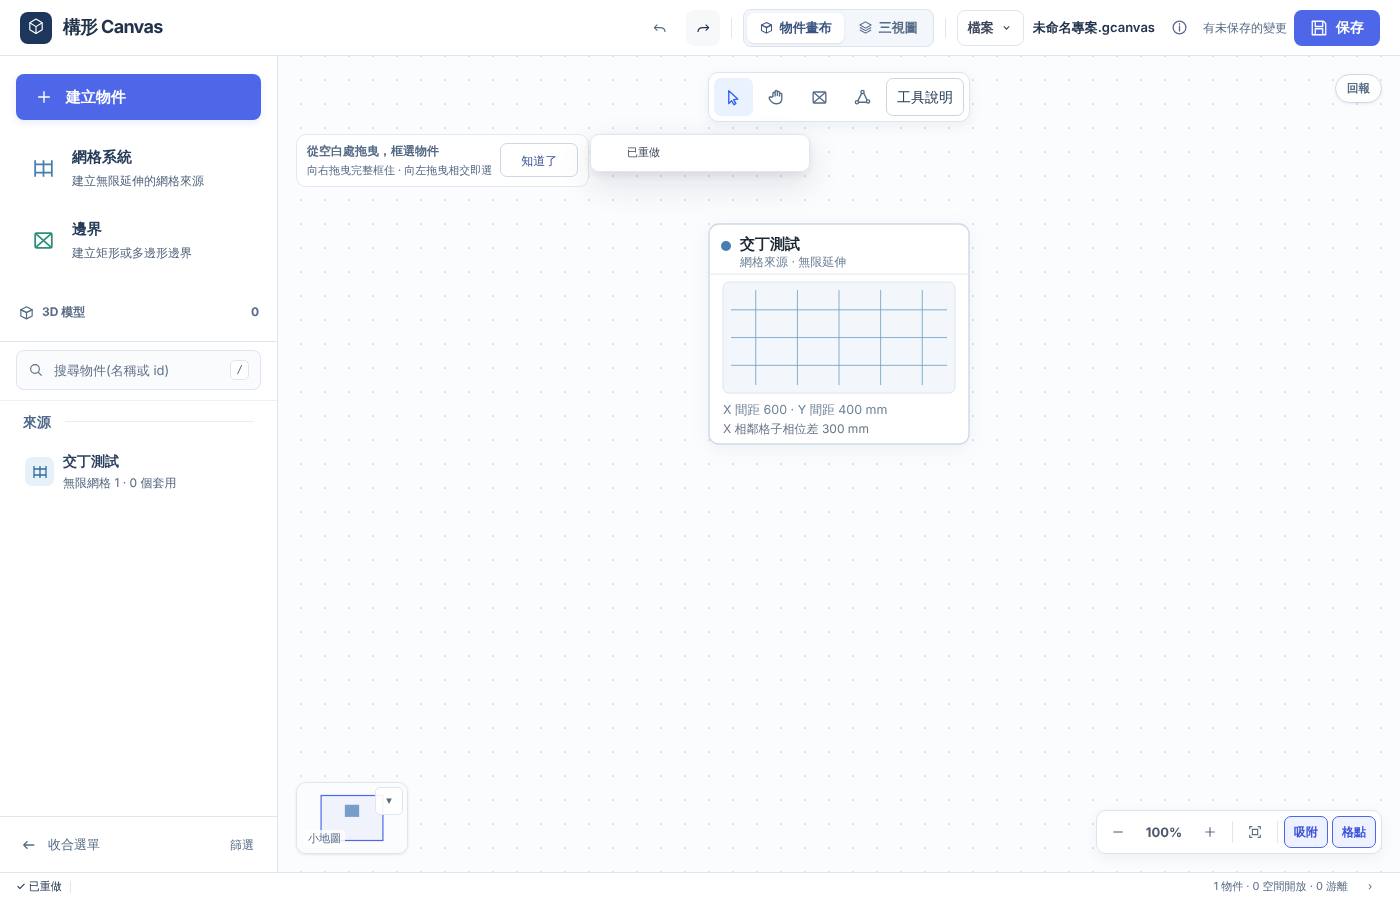 構形 Canvas
物件畫布
三視圖
檔案
未命名專案.gcanvas
有未保存的變更
保存
建立物件
網格系統
建立無限延伸的網格來源
邊界
建立矩形或多邊形邊界
3D 模型
0
搜尋物件(名稱或 id)
/
來源
交丁測試
無限網格 1 · 0 個套用
收合選單
篩選
工具說明
回報
從空白處拖曳，框選物件
向右拖曳完整框住 · 向左拖曳相交即選
知道了
已重做
交丁測試
網格來源 · 無限延伸
X 間距 600 · Y 間距 400 mm
X 相鄰格子相位差 300 mm
小地圖
100%
吸附
格點
已重做
1 物件 · 0 空間開放 · 0 游離